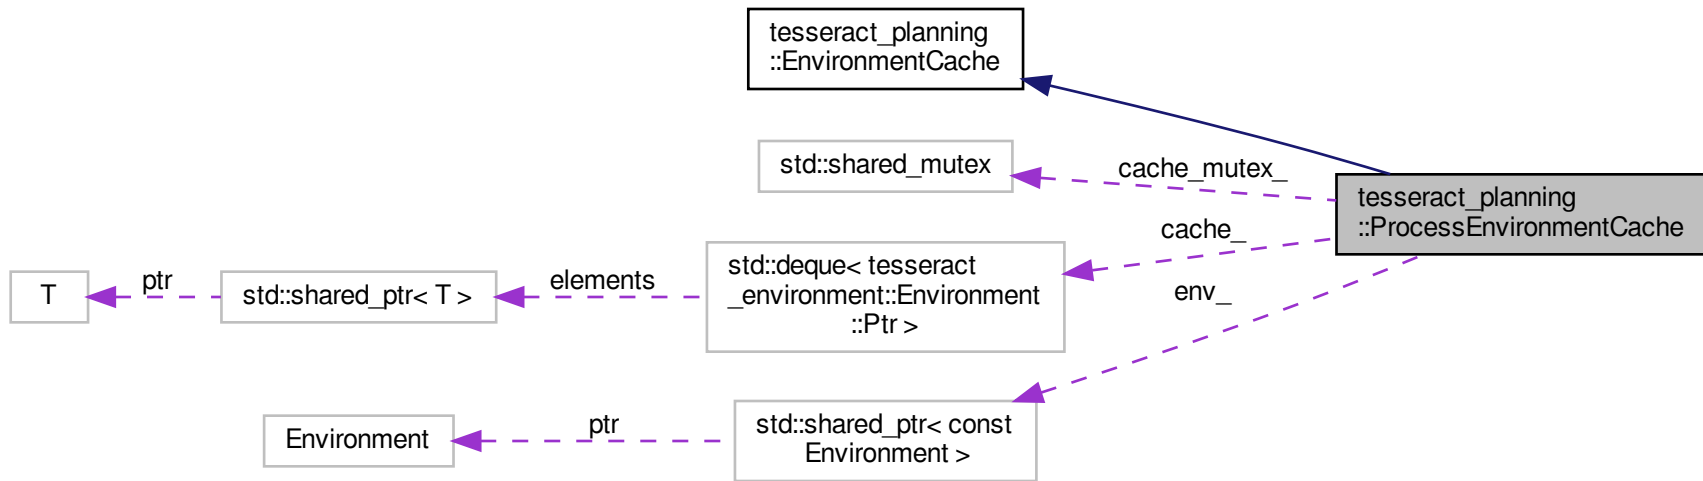 tesseract_planning
::EnvironmentCache
std::shared_mutex
cache_mutex_
tesseract_planning
::ProcessEnvironmentCache
cache_
std::deque< tesseract
_environment::Environment
::Ptr >
elements
std::shared_ptr< T >
ptr
T
env_
std::shared_ptr< const
Environment >
ptr
Environment